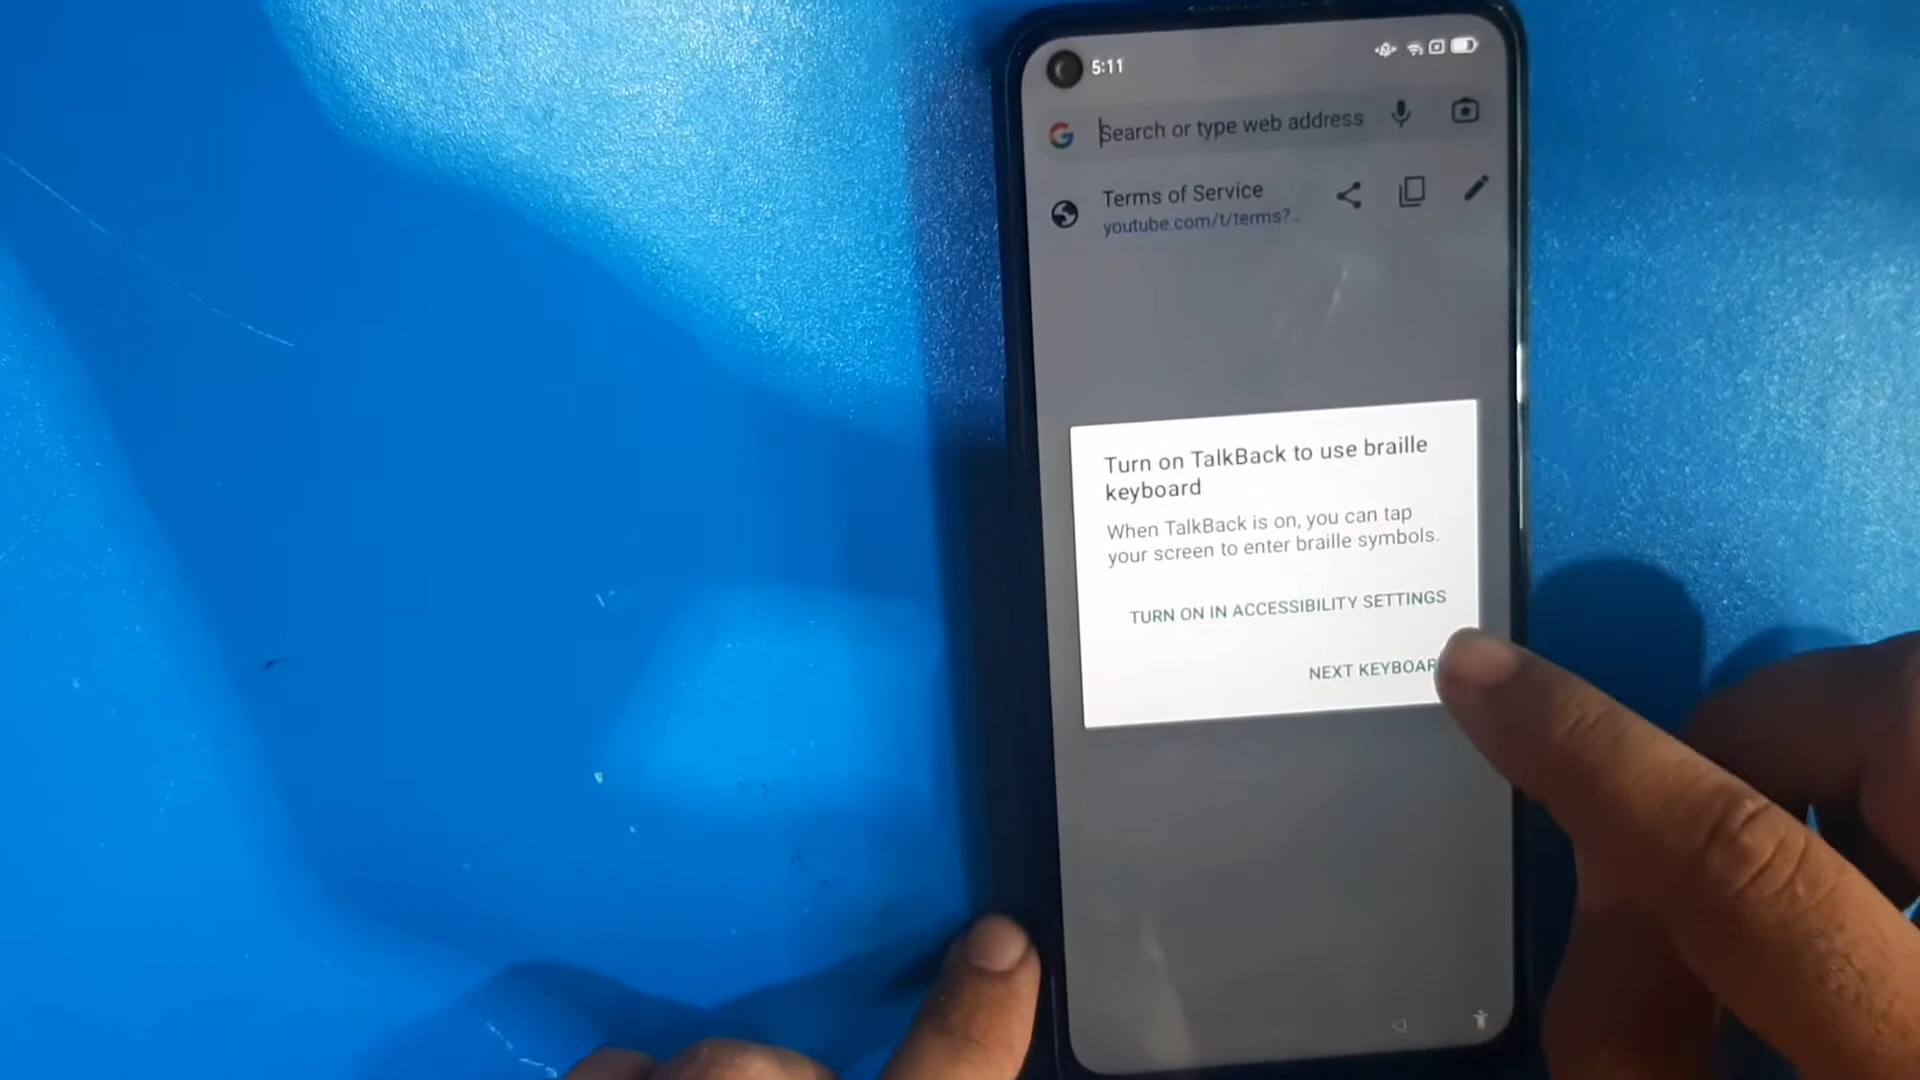 5:11
Search or type web address
Terms of Service
youtube.com/t/terms?...
Turn on TalkBack to use braille
keyboard
When TalkBack is on, you can tap
your screen to enter braille symbols.
TURN ON IN ACCESSIBILITY SETTINGS
NEXT KEYBOAR